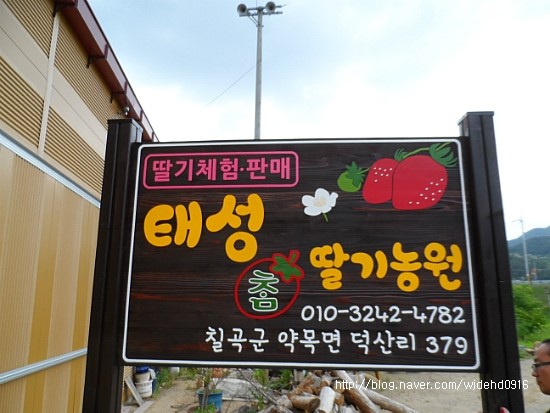 딸기체험·판매
태성
딸기농원
참
010-3242-4782
칠곡군 약목면 덕산리 379
http://blog.naver.com/widehd0916